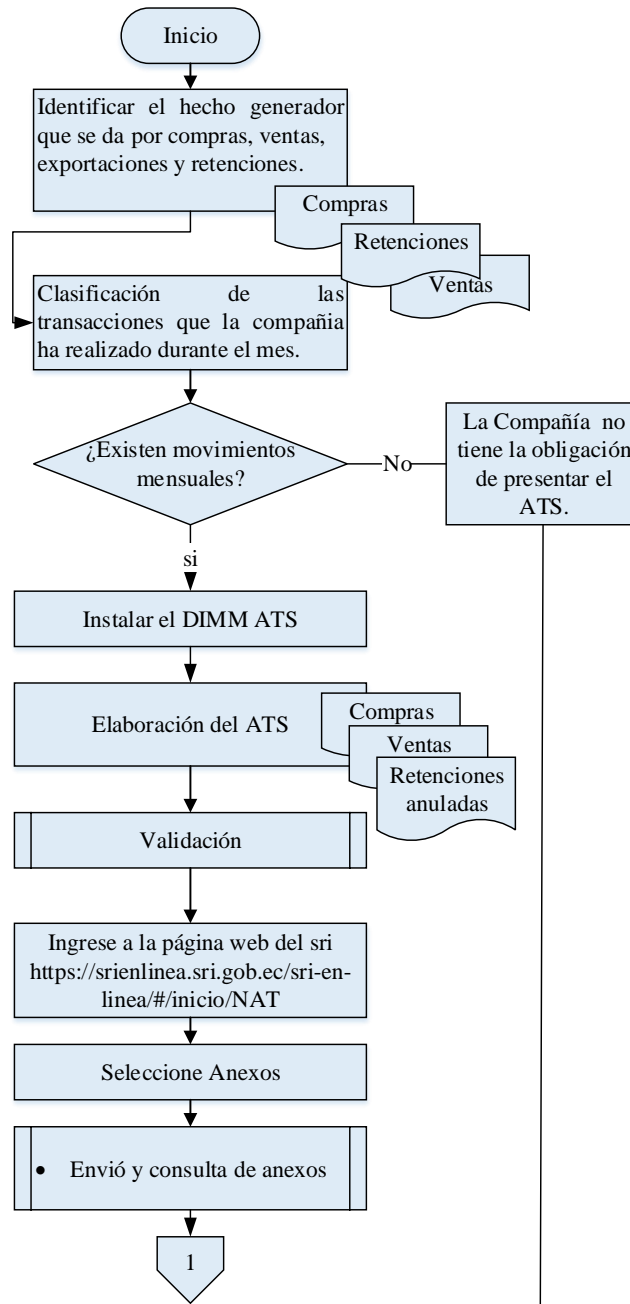 Inicio
Identificar el hecho generador
que se da por compras, ventas,
exportaciones y retenciones.
Compras
Retenciones
Ventas
Clasificación de las
transacciones que la compañia
ha realizado durante el mes.
¿Existen movimientos
mensuales?
No
La Compañía no
tiene la obligación
de presentar el
ATS.
si
Instalar el DIMM ATS
Elaboración del ATS
Compras
Ventas
Retenciones
anuladas
Validación
Ingrese a la página web del sri
https://srienlinea.sri.gob.ec/sri-en-
linea/#/inicio/NAT
Seleccione Anexos
• Envió y consulta de anexos
1